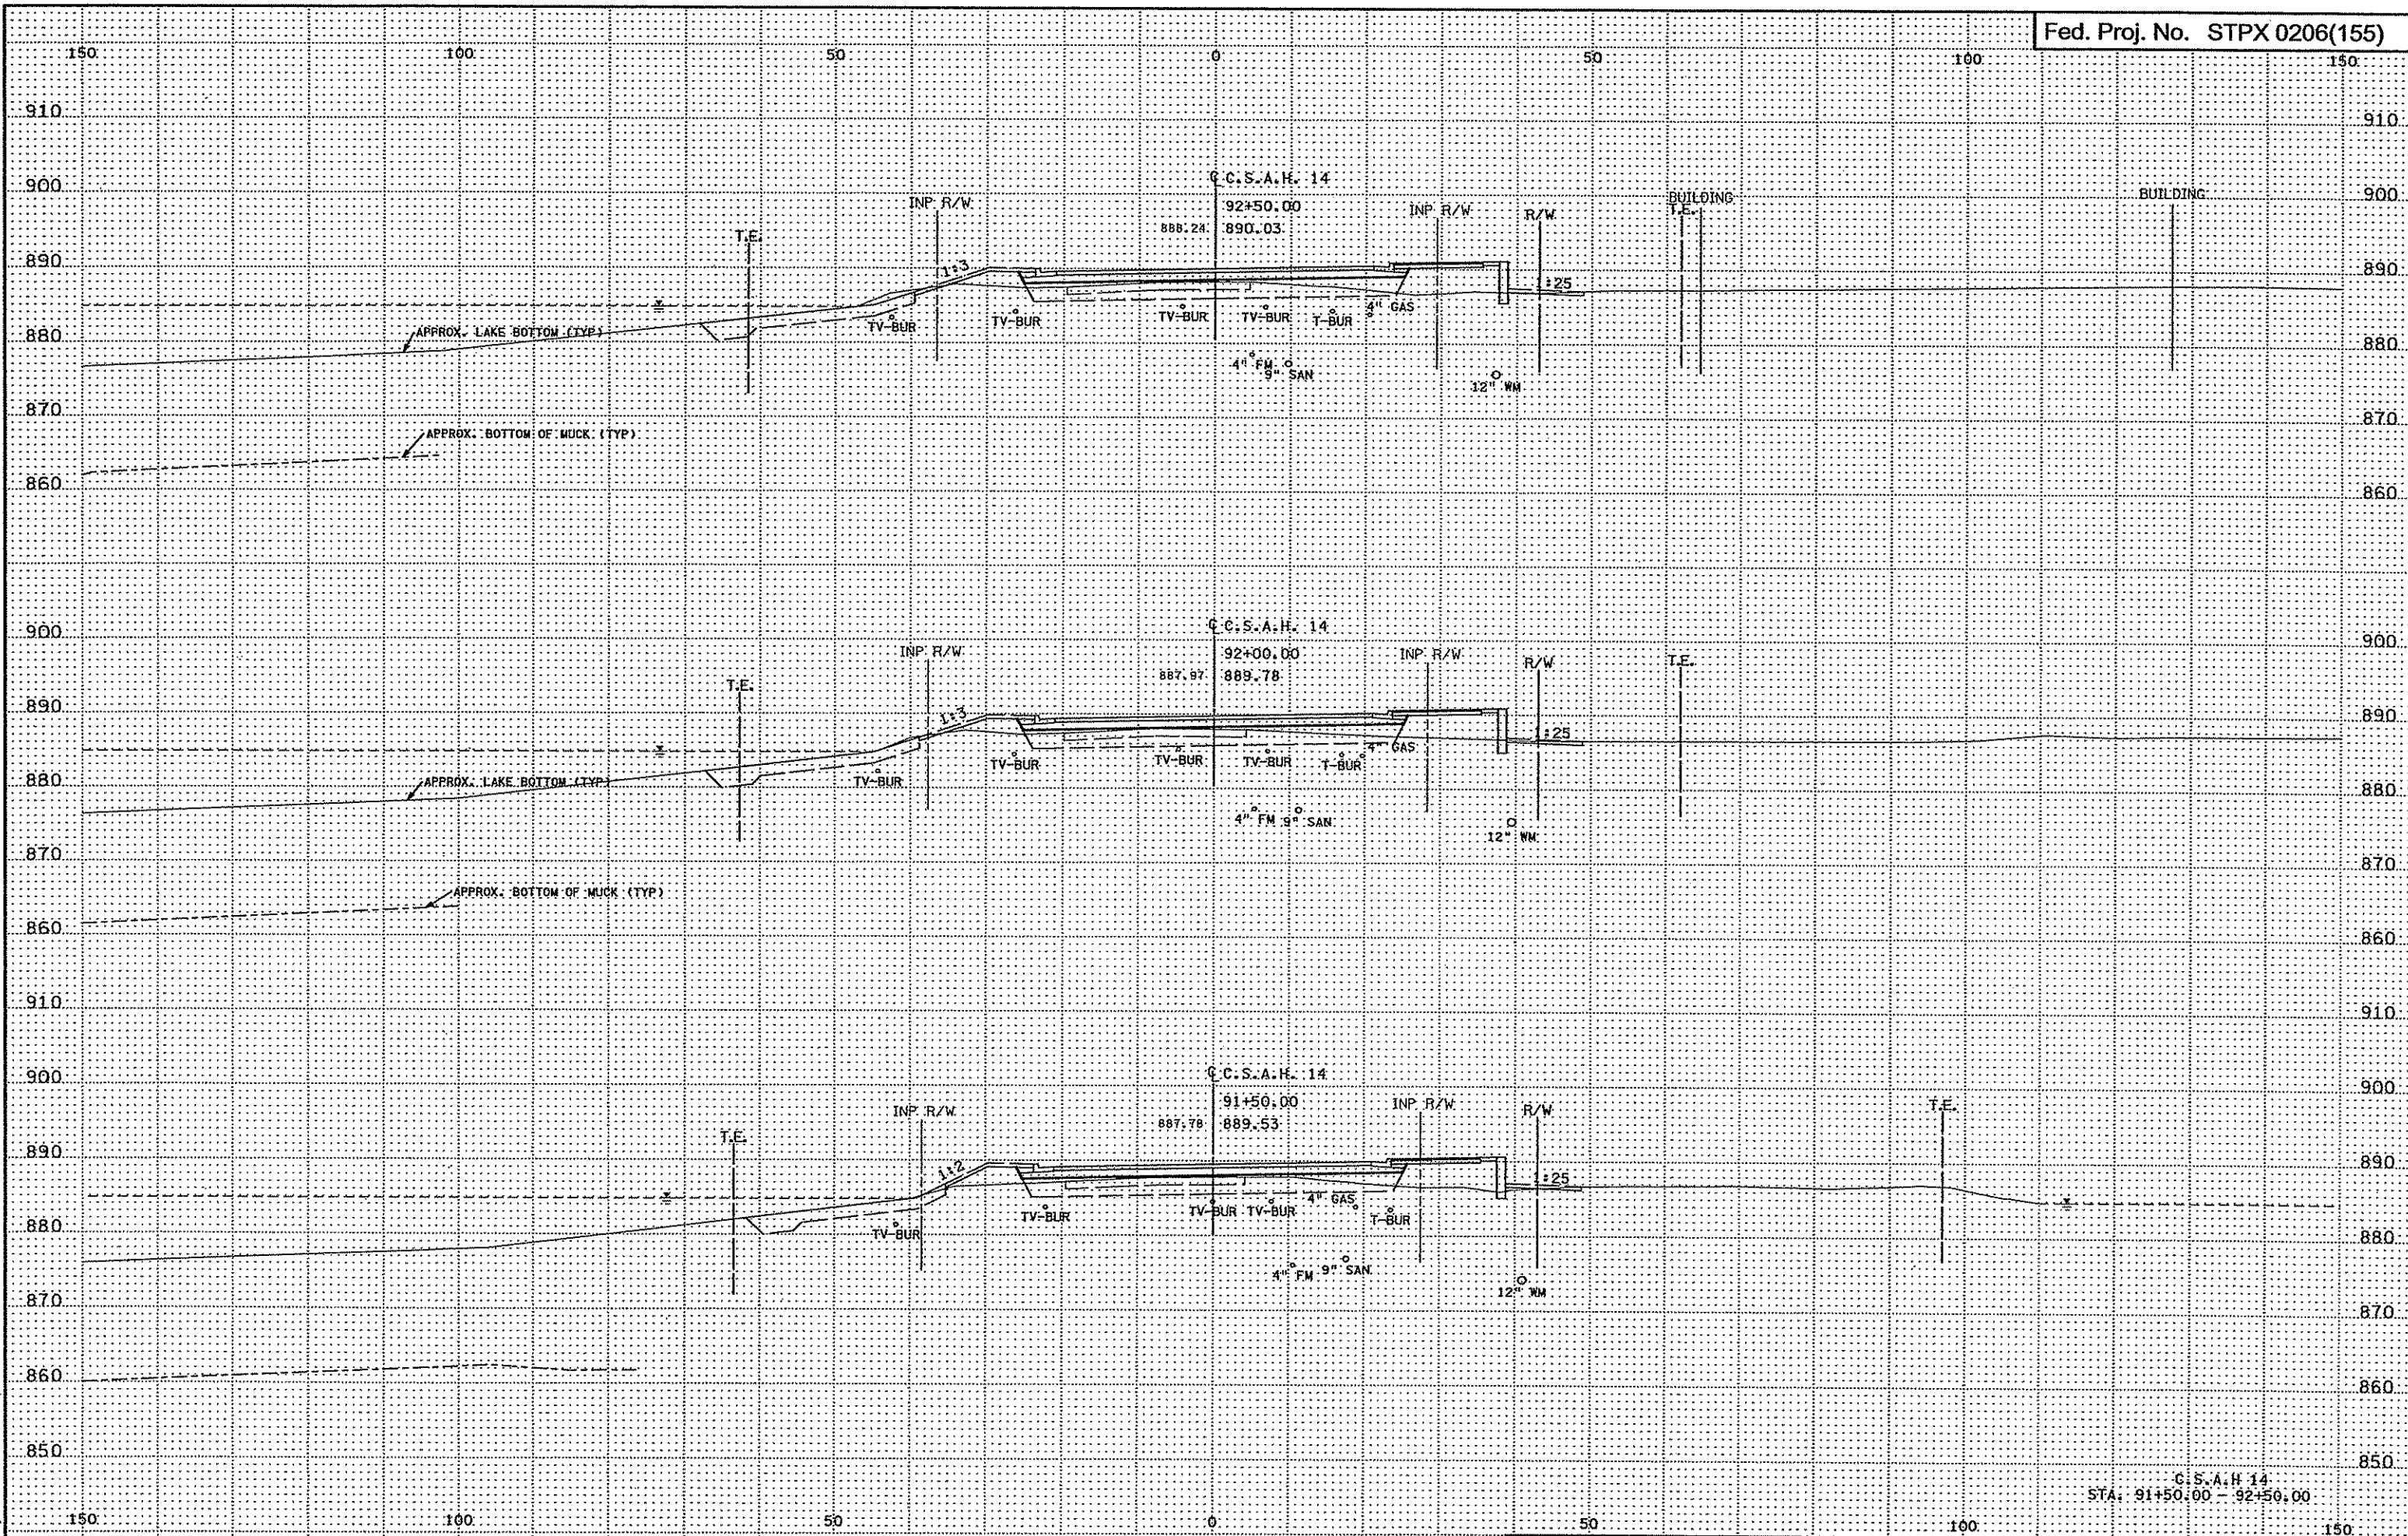 Fed. Proj. No. STPX 0206(155)
150 100 50 0 50 100 150
910 910
900 900
℄ C.S.A.H. 14
92+50.00
888.24 890.03
INP R/W
INP R/W
R/W
T.E.
BUILDING
T.E.
BUILDING
890 890
1:3
1:25
TV-BUR
TV-BUR
TV-BUR
TV-BUR
T-BUR
4" GAS
APPROX. LAKE BOTTOM (TYP)
880 880
4" FM
9" SAN
12" WM
870 870
APPROX. BOTTOM OF MUCK (TYP)
860 860
900 900
℄ C.S.A.H. 14
92+00.00
887.97 889.78
INP R/W
INP R/W
R/W
T.E.
T.E.
890 890
1:3
1:25
TV-BUR
TV-BUR
TV-BUR
TV-BUR
T-BUR
4" GAS
APPROX. LAKE BOTTOM (TYP
880 880
4" FM
9" SAN
12" WM
870 870
APPROX. BOTTOM OF MUCK (TYP)
860 860
910 910
900 900
℄ C.S.A.H. 14
91+50.00
887.78 889.53
INP R/W
INP R/W
R/W
T.E.
T.E.
890 890
1:2
1:25
TV-BUR
TV-BUR
TV-BUR
TV-BUR
4" GAS
T-BUR
880 880
4" FM
9" SAN
12" WM
870 870
860 860
850 850
C.S.A.H 14
STA. 91+50.00 - 92+50.00
150 100 50 0 50 100 150